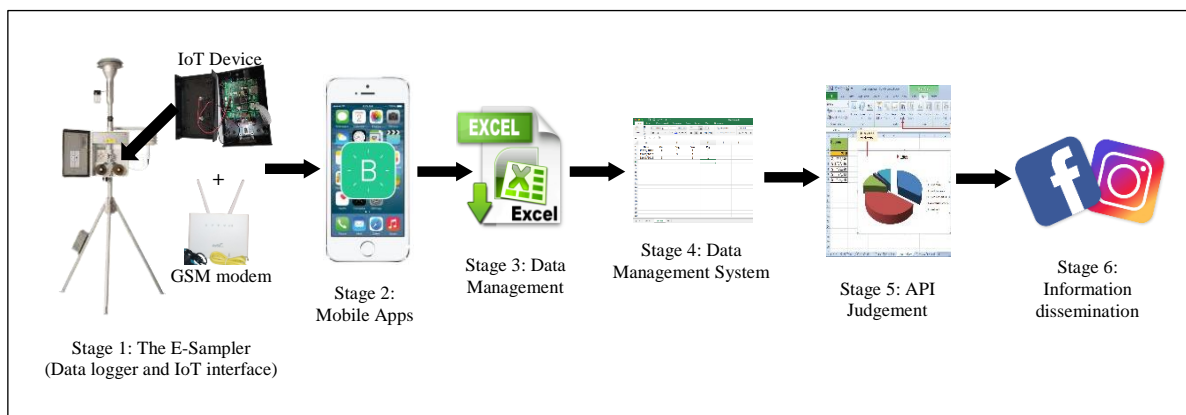 IoT Device
+
GSM modem
Stage 1: The E-Sampler
(Data logger and IoT interface)
B
Stage 2:
Mobile Apps
EXCEL
Excel
Stage 3: Data
Management
Stage 4: Data
Management System
Stage 5: API
Judgement
Stage 6:
Information
dissemination